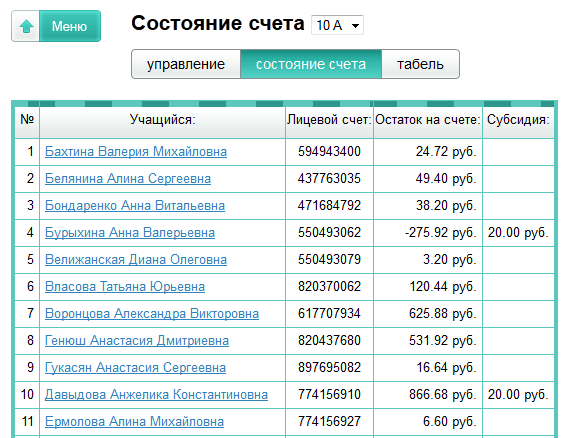 Меню
Состояние счета 10 А
управление состояние счета табель
№ Учащийся: Лицевой счет: Остаток на счете: Субсидия:
1 Бахтина Валерия Михайловна 594943400 24.72 руб.
2 Белянина Алина Сергеевна 437763035 49.40 руб.
3 Бондаренко Анна Витальевна 471684792 38.20 руб.
4 Бурыхина Анна Валерьевна 550493062 -275.92 руб. 20.00 руб.
5 Велижанская Диана Олеговна 550493079 3.20 руб.
6 Власова Татьяна Юрьевна 820370062 120.44 руб.
7 Воронцова Александра Викторовна 617707934 625.88 руб.
8 Генюш Анастасия Дмитриевна 820437680 531.92 руб.
9 Гукасян Анастасия Сергеевна 897695082 16.64 руб.
10 Давыдова Анжелика Константиновна 774156910 866.68 руб. 20.00 руб.
11 Ермолова Алина Михайловна 774156927 6.60 руб.